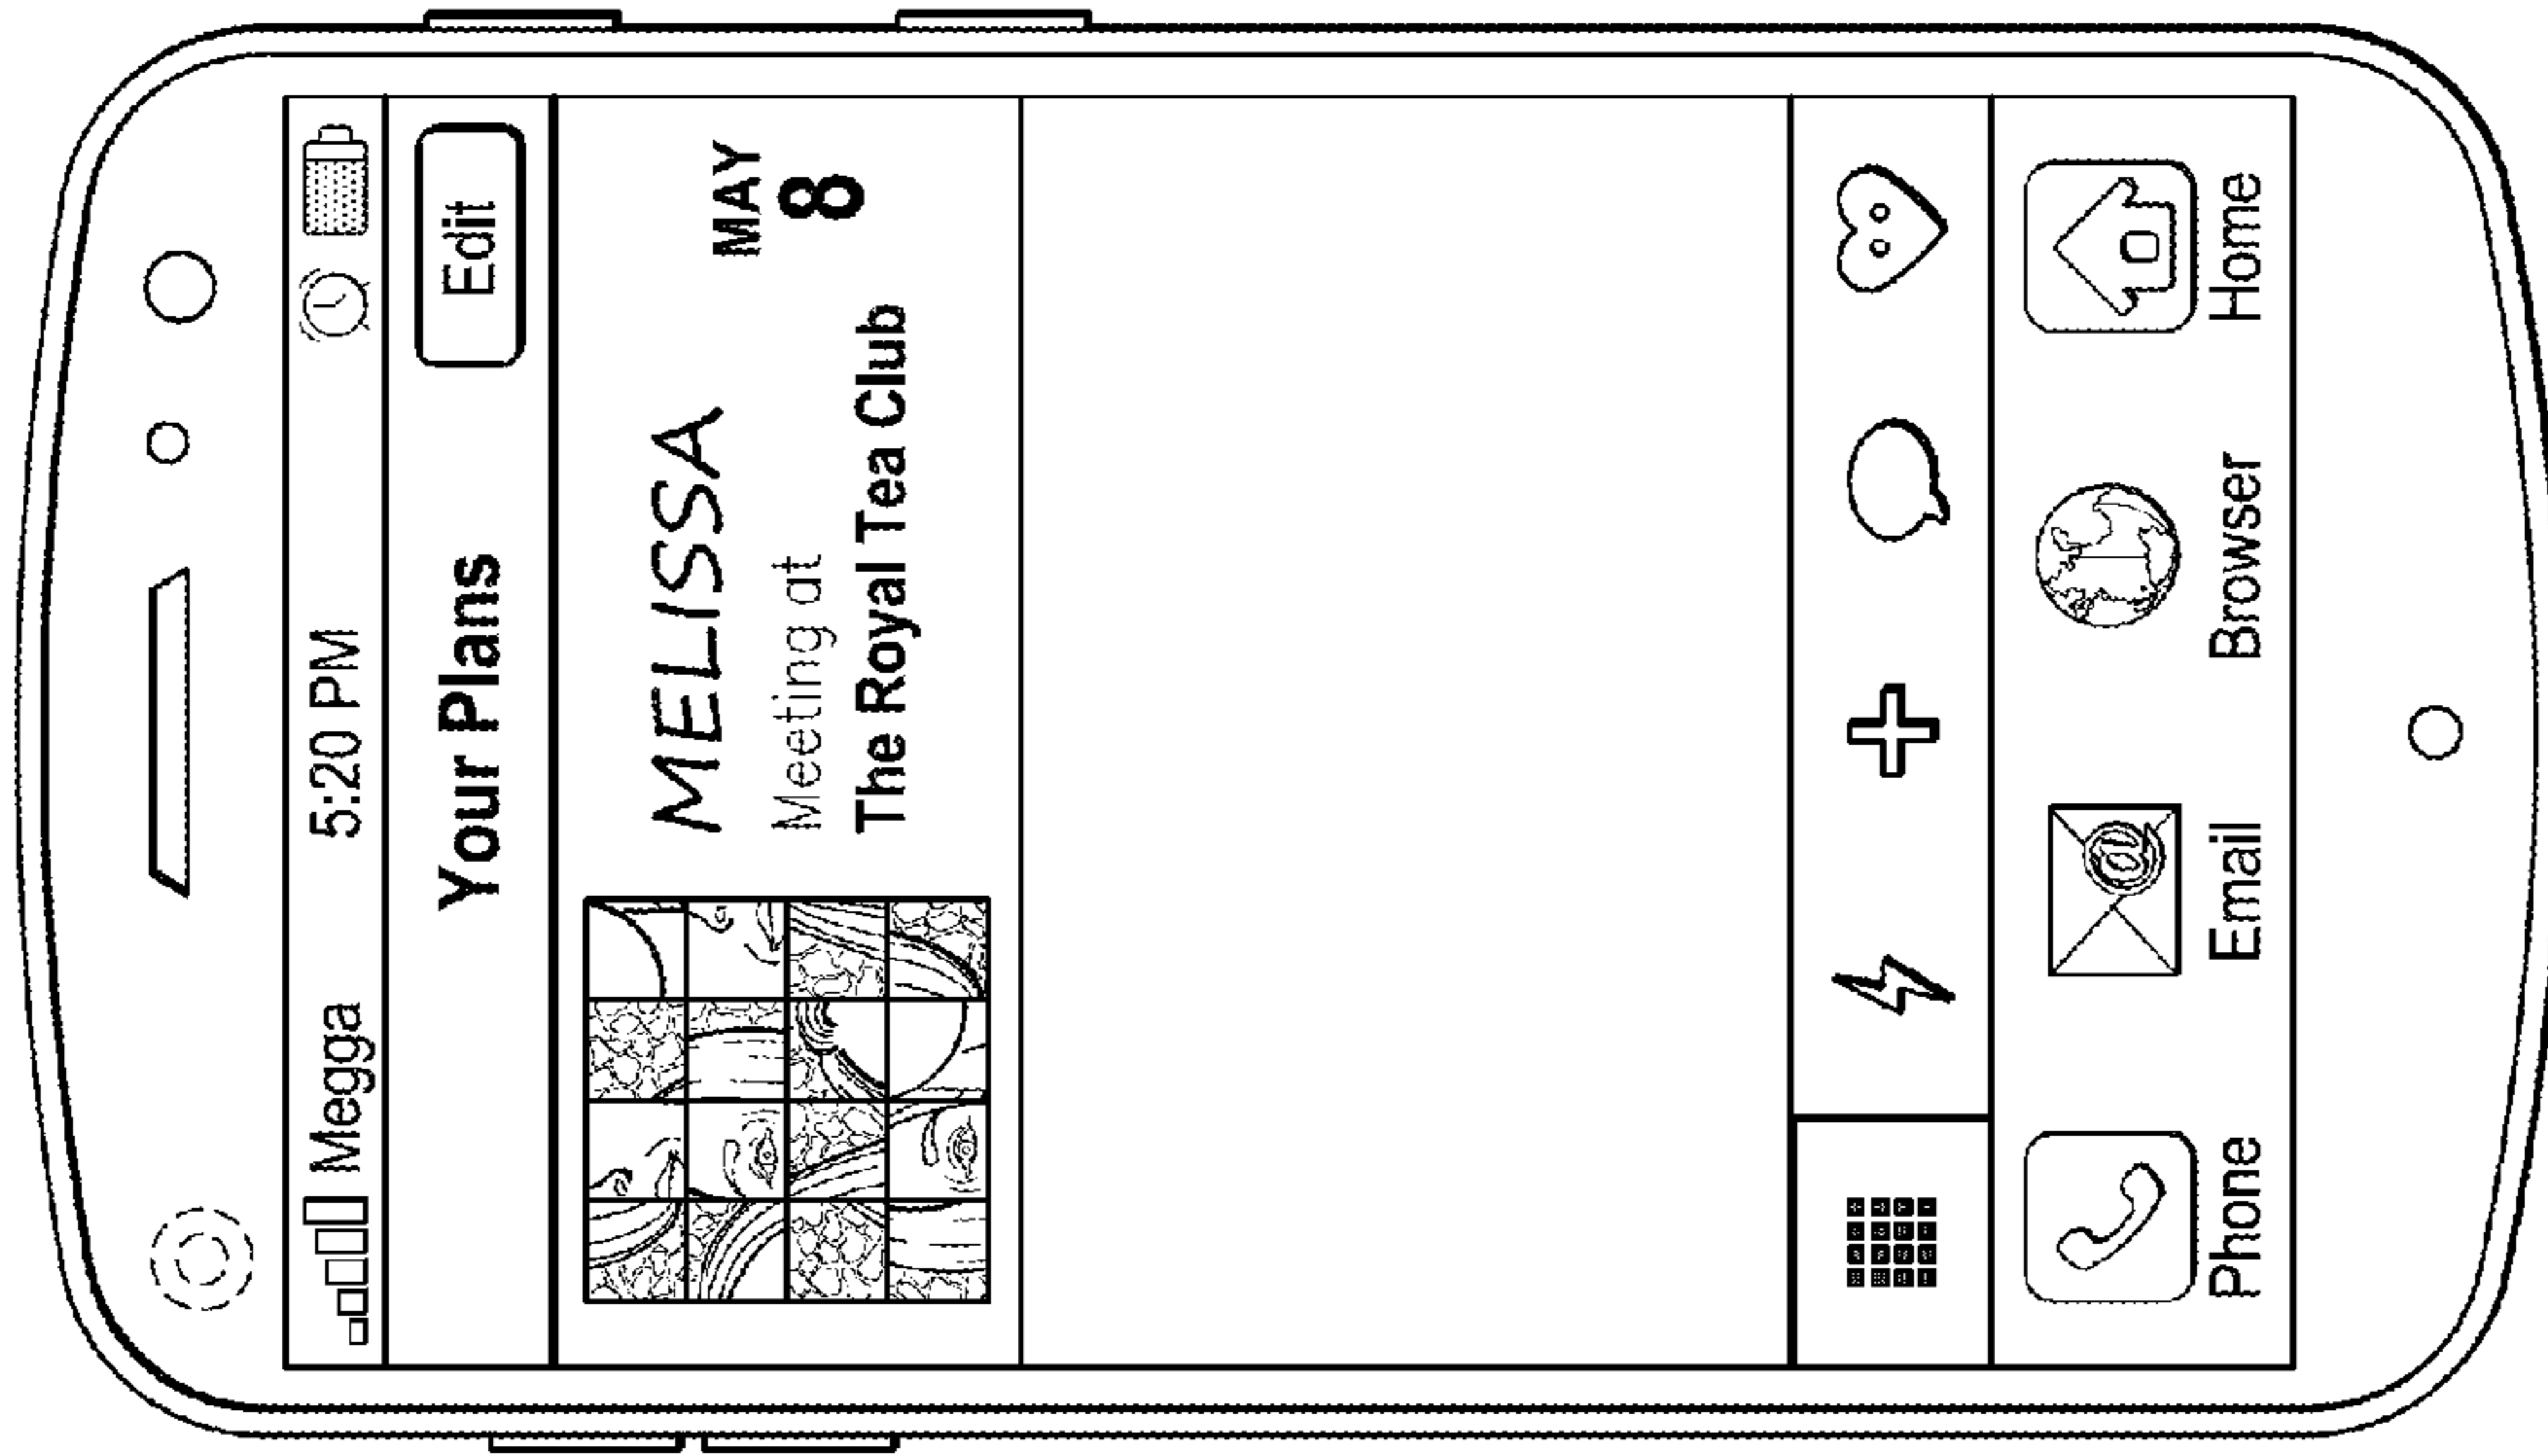 Megga 5:20 PM
Your Plans Edit
MELISSA
MAY
8
Meeting at
The Royal Tea Club
@
Phone Email Browser Home